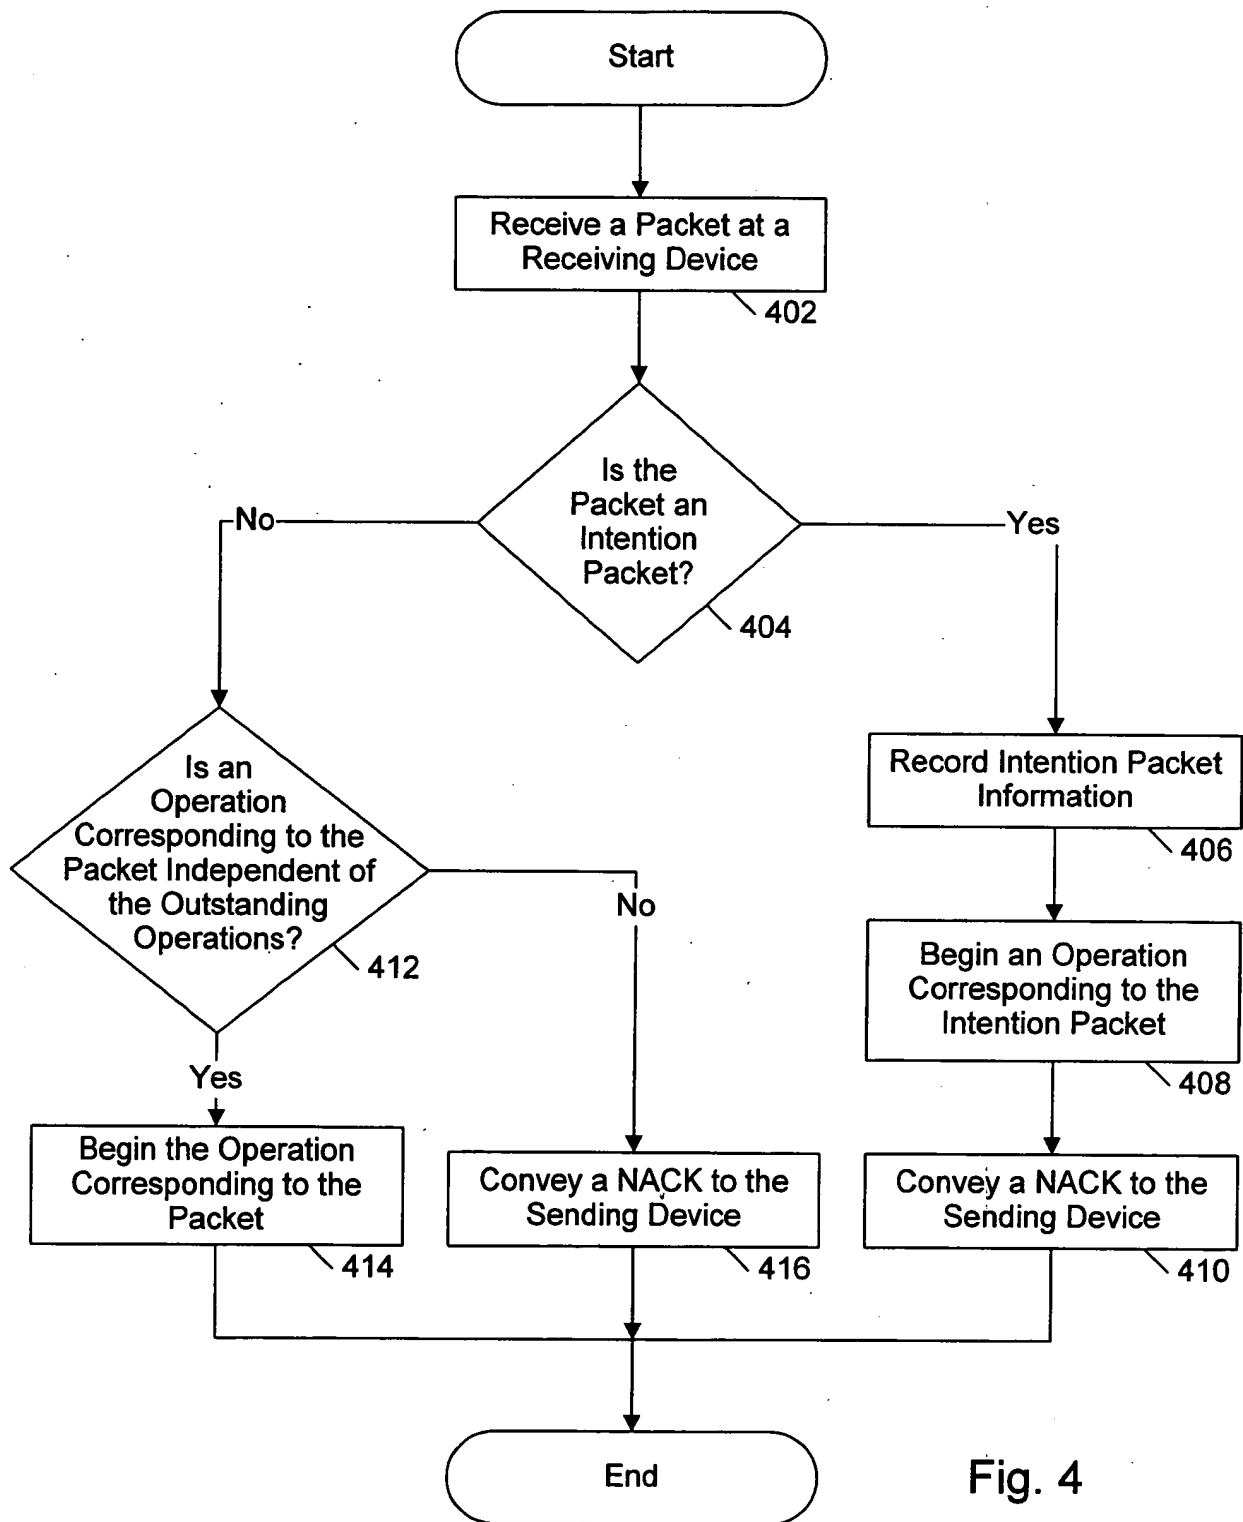 Start
Receive a Packet at a
Receiving Device
402
Is the
Packet an
Intention
Packet?
404
No
Yes
Record Intention Packet
Information
406
Is an
Operation
Corresponding to the
Packet Independent of
the Outstanding
Operations?
412
No
Begin an Operation
Corresponding to the
Intention Packet
408
Yes
Begin the Operation
Corresponding to the
Packet
414
Convey a NACK to the
Sending Device
416
Convey a NACK to the
Sending Device
410
End
Fig. 4